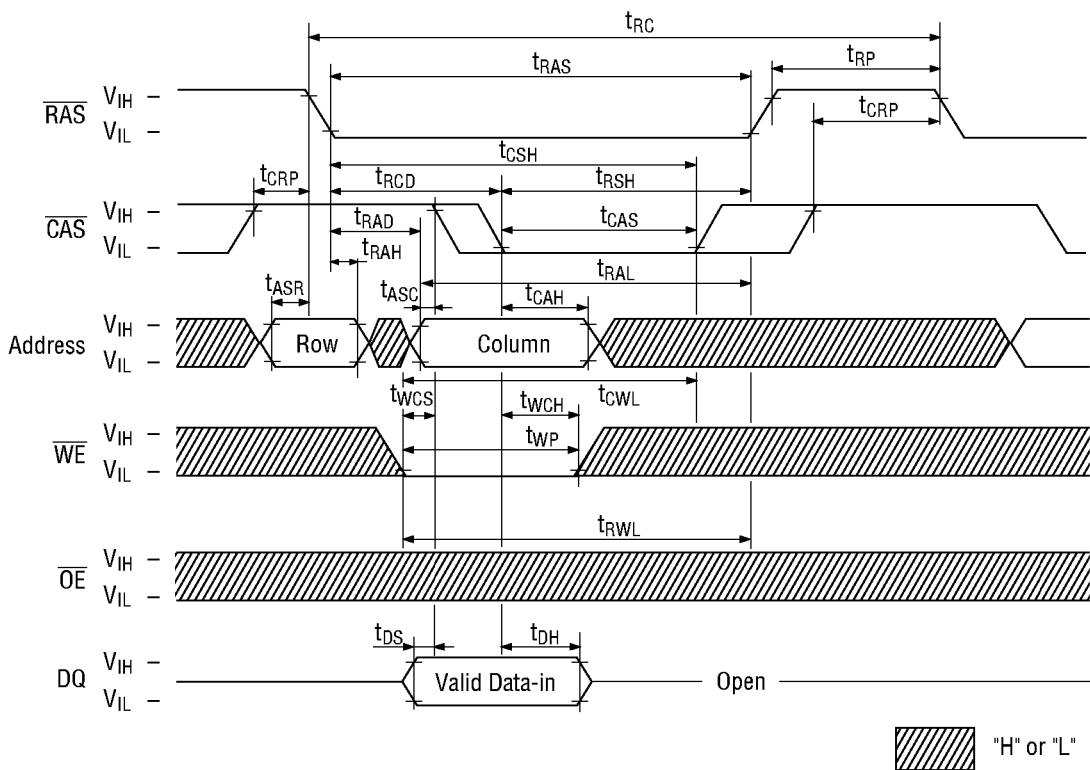 tRC
tRP
tRAS
RAS
VIH –
VIL –
tCRP
tCSH
tCRP
tRCD
tRSH
CAS
VIH –
VIL –
tRAD
tCAS
tRAH
tRAL
tASR
tASC
tCAH
Address
VIH –
VIL –
Row
Column
tCWL
tWCS
tWCH
WE
VIH –
VIL –
tWP
tRWL
OE
VIH –
VIL –
tDS
tDH
DQ
VIH –
VIL –
Valid Data-in
Open
"H" or "L"